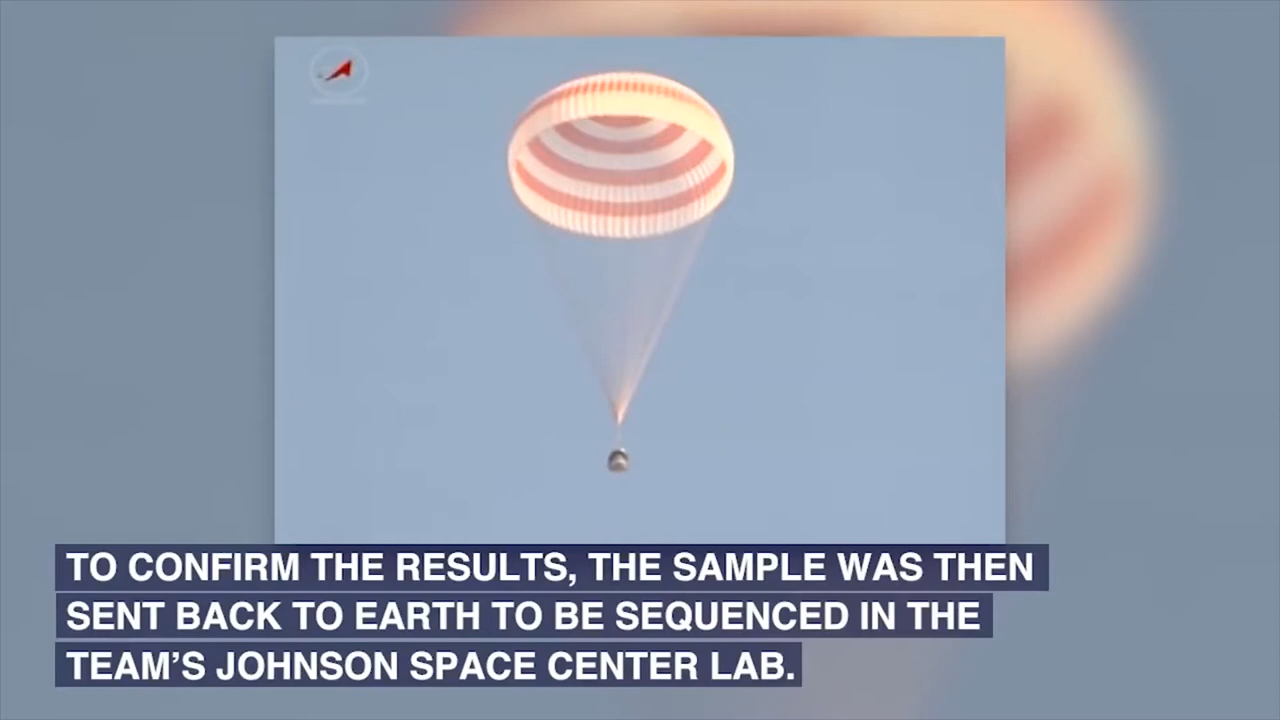 TO CONFIRM THE RESULTS, THE SAMPLE WAS THEN
SENT BACK TO EARTH TO BE SEQUENCED IN THE
TEAM’S JOHNSON SPACE CENTER LAB.